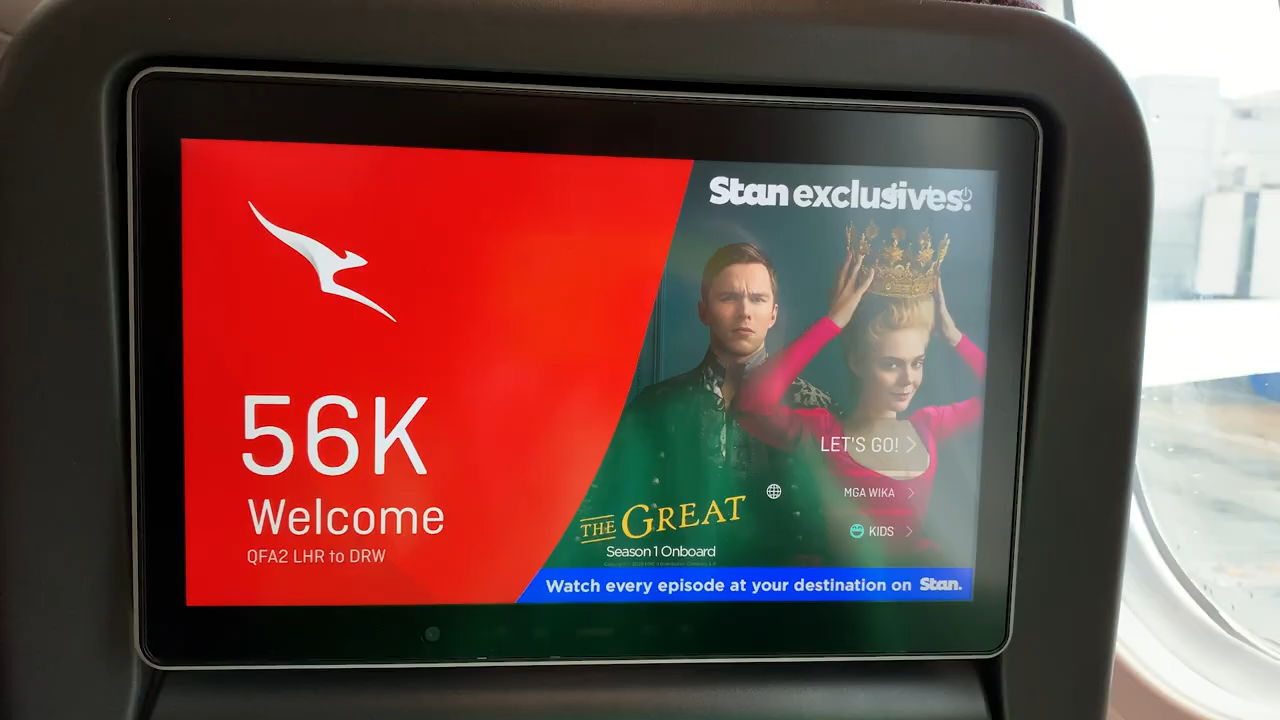 56K
Welcome
QFA2 LHR to DRW
Stan exclusives.
LET'S GO!
MGA WIKA
KIDS
THE GREAT
Season 1 Onboard
Watch every episode at your destination on Stan.